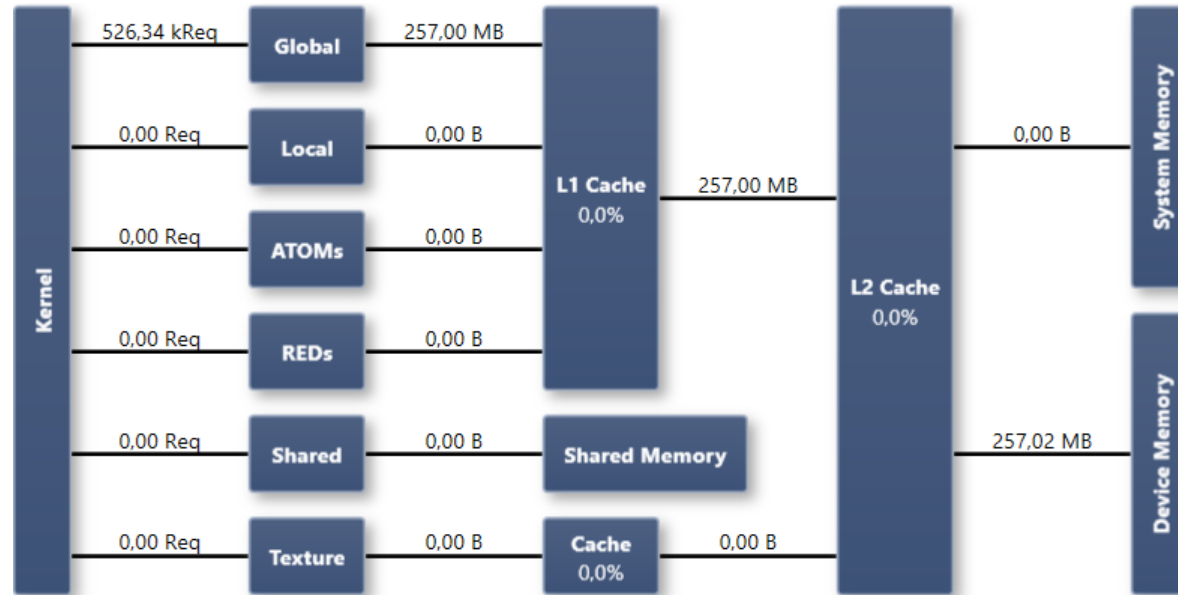 Kernel
526,34 kReq
Global
257,00 MB
0,00 Req
Local
0,00 B
0,00 Req
ATOMs
0,00 B
0,00 Req
REDs
0,00 B
0,00 Req
Shared
0,00 B
0,00 Req
Texture
0,00 B
L1 Cache
0,0%
Shared Memory
Cache
0,0%
257,00 MB
0,00 B
L2 Cache
0,0%
0,00 B
System Memory
257,02 MB
Device Memory